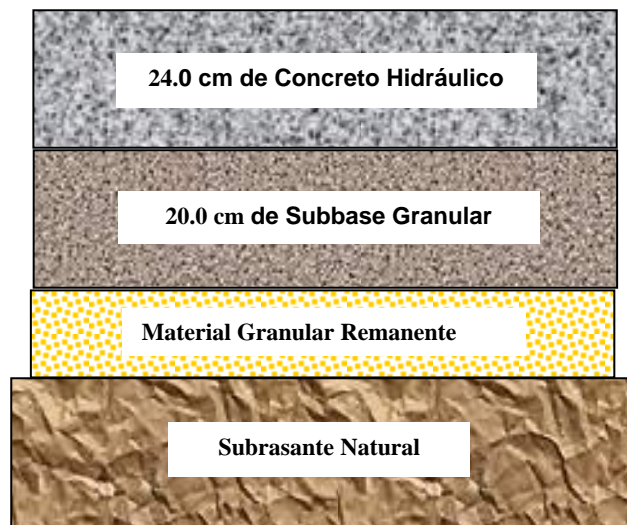 24.0 cm de Concreto Hidráulico
20.0 cm de Subbase Granular
Material Granular Remanente
Subrasante Natural